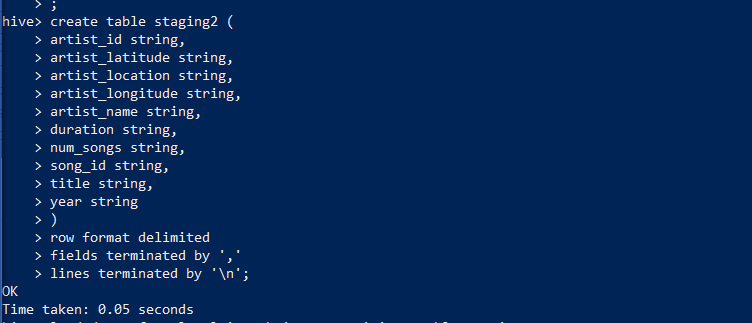 > ;
hive> create table staging2 (
> artist_id string,
> artist_latitude string,
> artist_location string,
> artist_longitude string,
> artist_name string,
> duration string,
> num_songs string,
> song_id string,
> title string,
> year string
> )
> row format delimited
> fields terminated by ','
> lines terminated by '\n';
OK
Time taken: 0.05 seconds